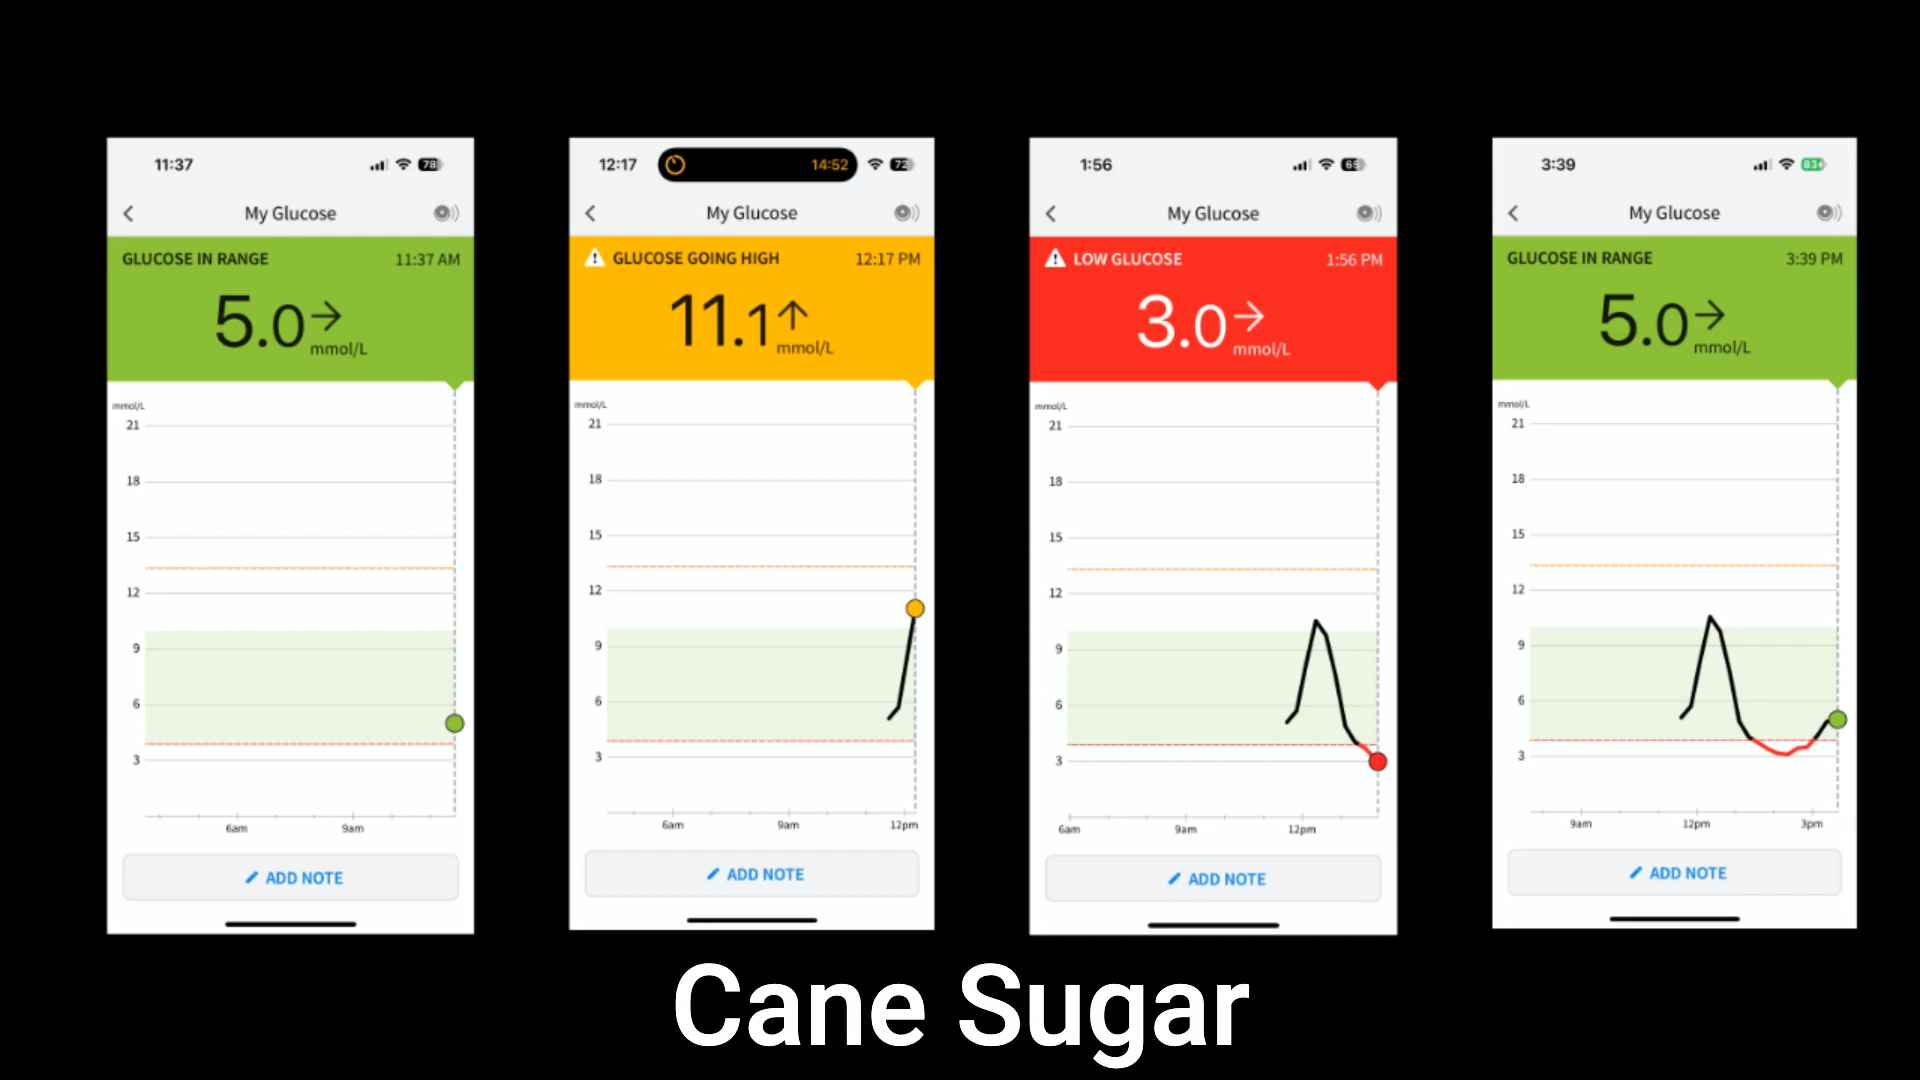 11:37
78
My Glucose
GLUCOSE IN RANGE 11:37 AM
5.0
mmol/L
mmol/L
21
18
15
12
9
6
3
6am 9am
ADD NOTE
12:17 14:52
72
My Glucose
GLUCOSE GOING HIGH 12:17 PM
11.1
mmol/L
mmol/L
21
18
15
12
9
6
3
6am 9am 12pm
ADD NOTE
1:56
My Glucose
LOW GLUCOSE 1:56 PM
3.0
mmol/L
mmol/L
21
18
15
12
9
6
3
6am 9am 12pm
ADD NOTE
3:39
83
My Glucose
GLUCOSE IN RANGE 3:39 PM
5.0
mmol/L
mmol/L
21
18
15
12
9
6
3
9am 12pm 3pm
ADD NOTE
Cane Sugar